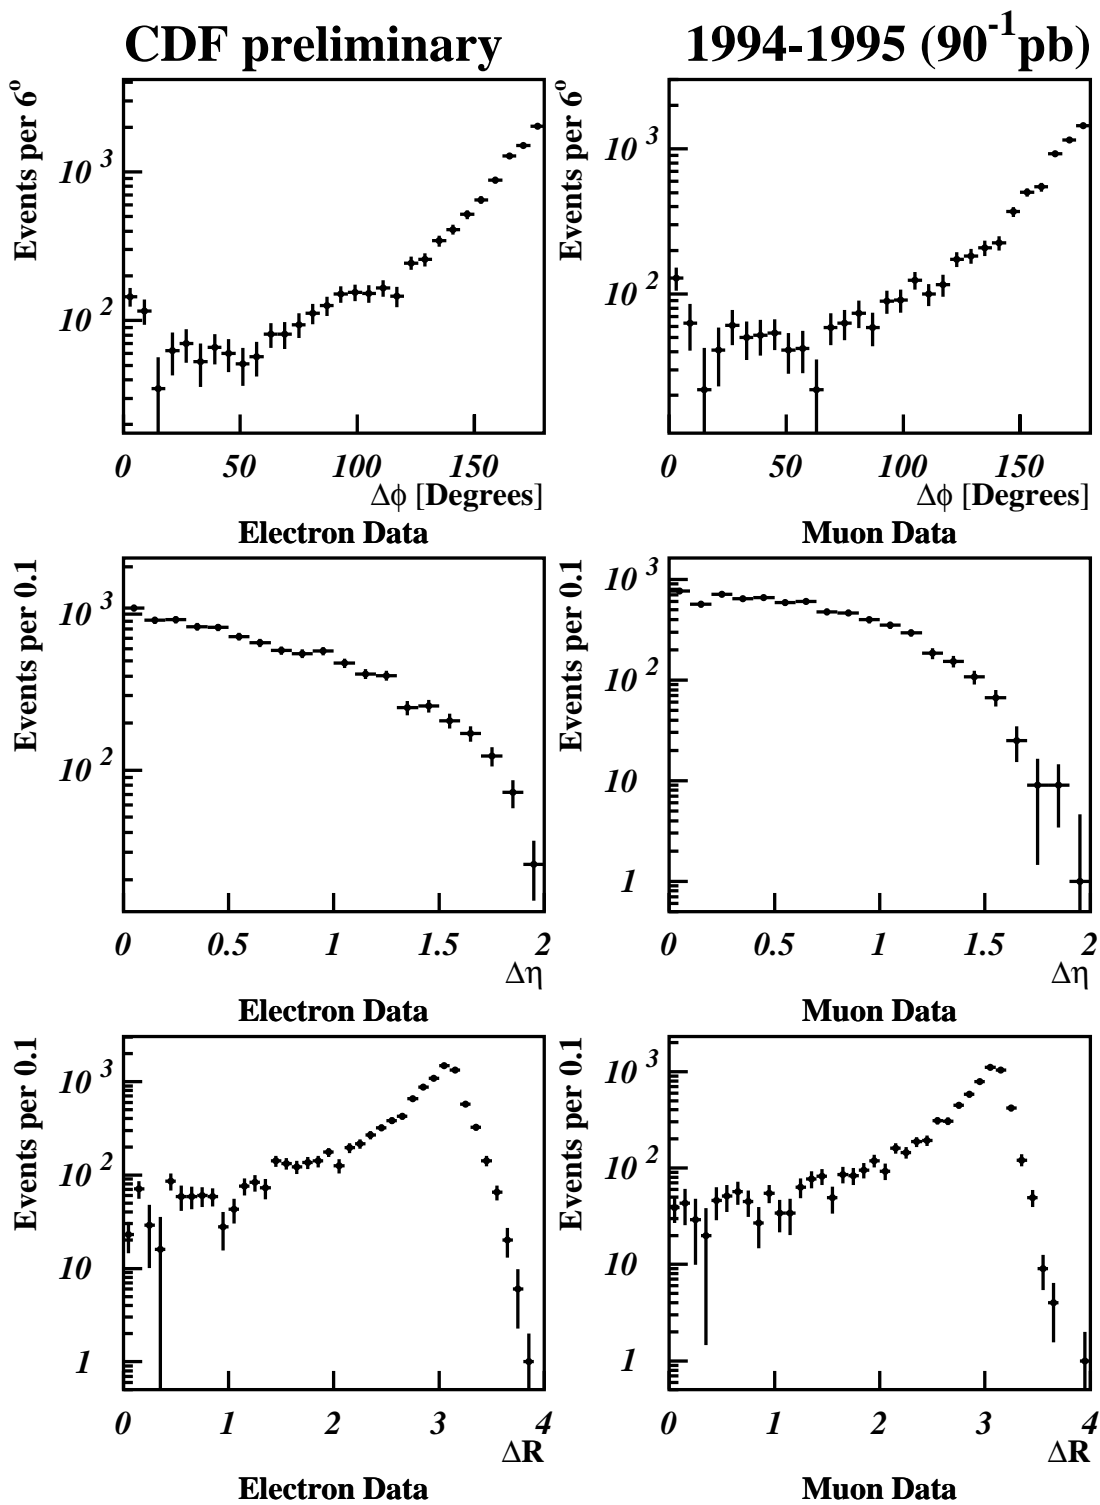 CDF preliminary 1994-1995 (90⁻¹pb)
Events per 6°
10³
10²
0 50 100 150
Δϕ [Degrees]
Electron Data
Events per 6°
10³
10²
0 50 100 150
Δϕ [Degrees]
Muon Data
Events per 0.1
10³
10²
0 0.5 1 1.5 2
Δη
Electron Data
Events per 0.1
10³
10²
10
1
0 0.5 1 1.5 2
Δη
Muon Data
Events per 0.1
10³
10²
10
1
0 1 2 3 4
ΔR
Electron Data
Events per 0.1
10³
10²
10
1
0 1 2 3 4
ΔR
Muon Data